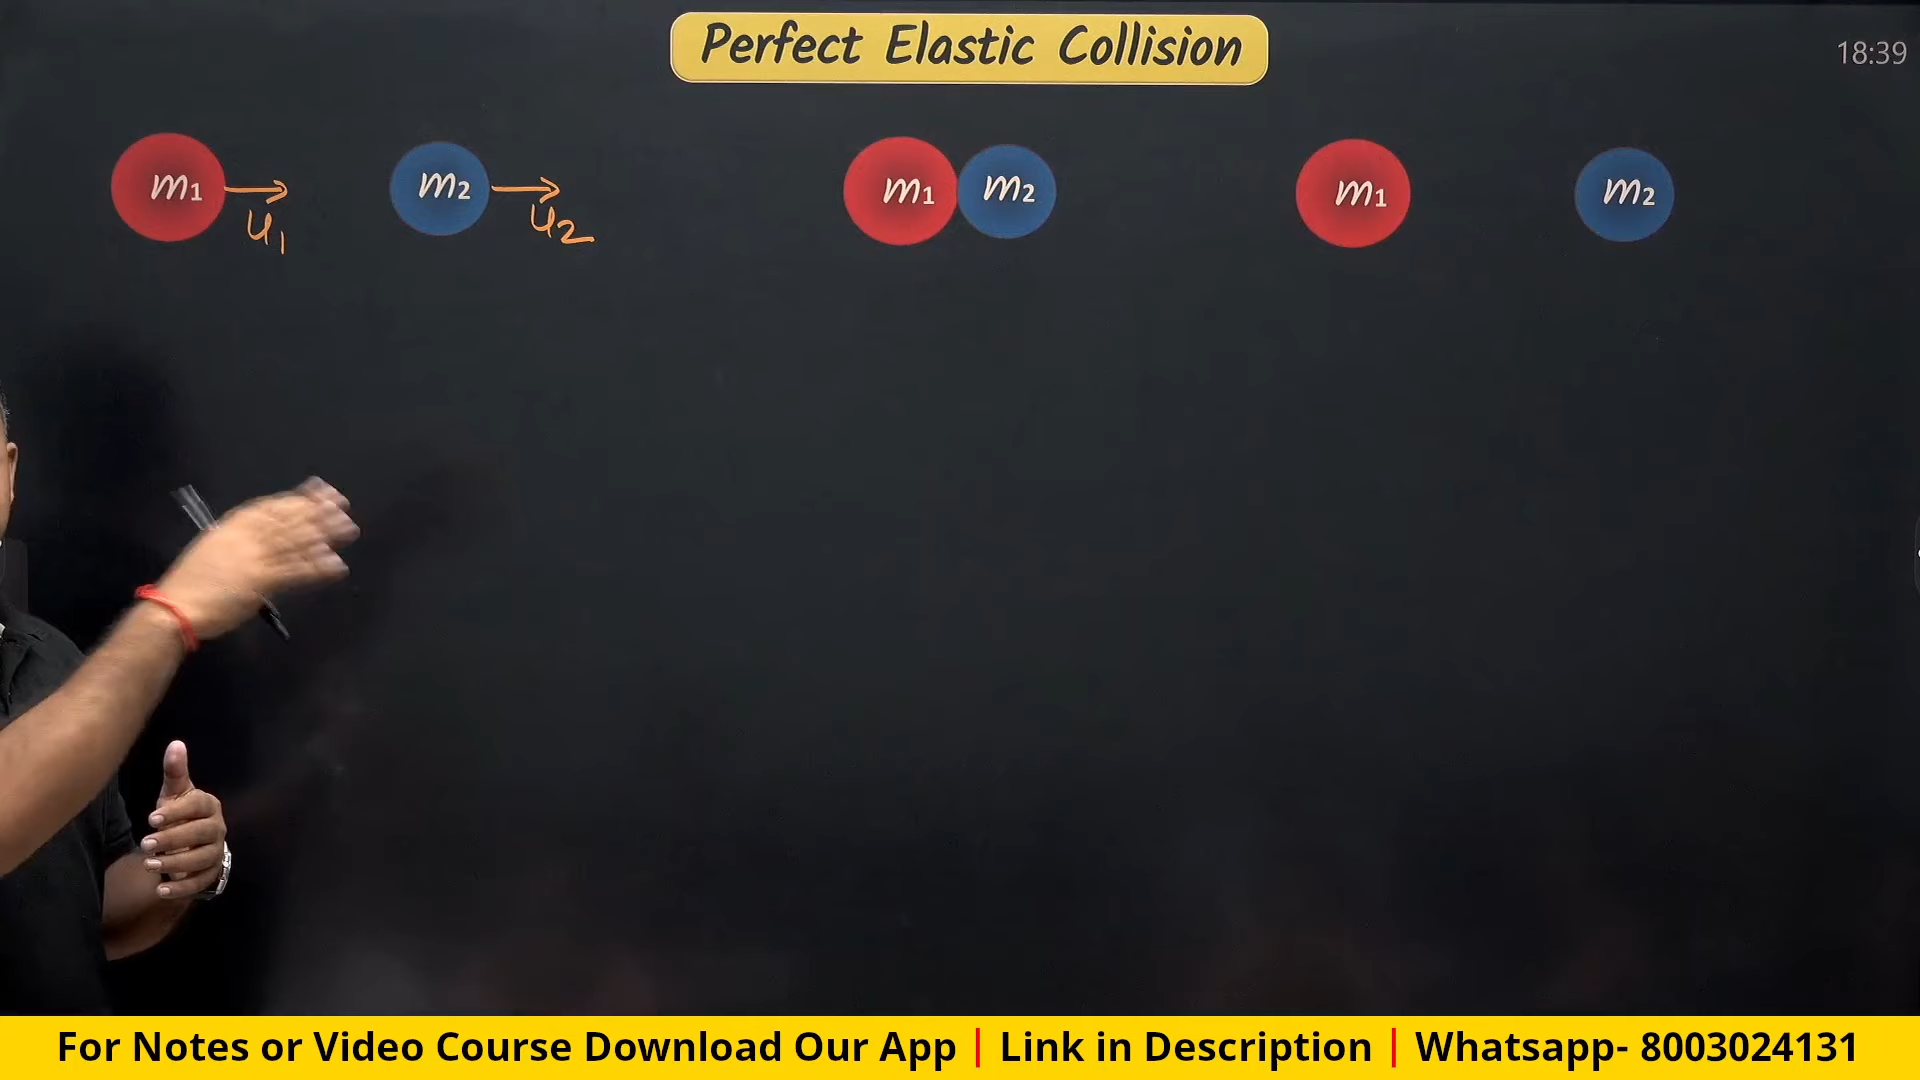 Perfect Elastic Collision
18:39
m1 m2 m1 m2 m1 m2
u1 u2
For Notes or Video Course Download Our App | Link in Description | Whatsapp- 8003024131